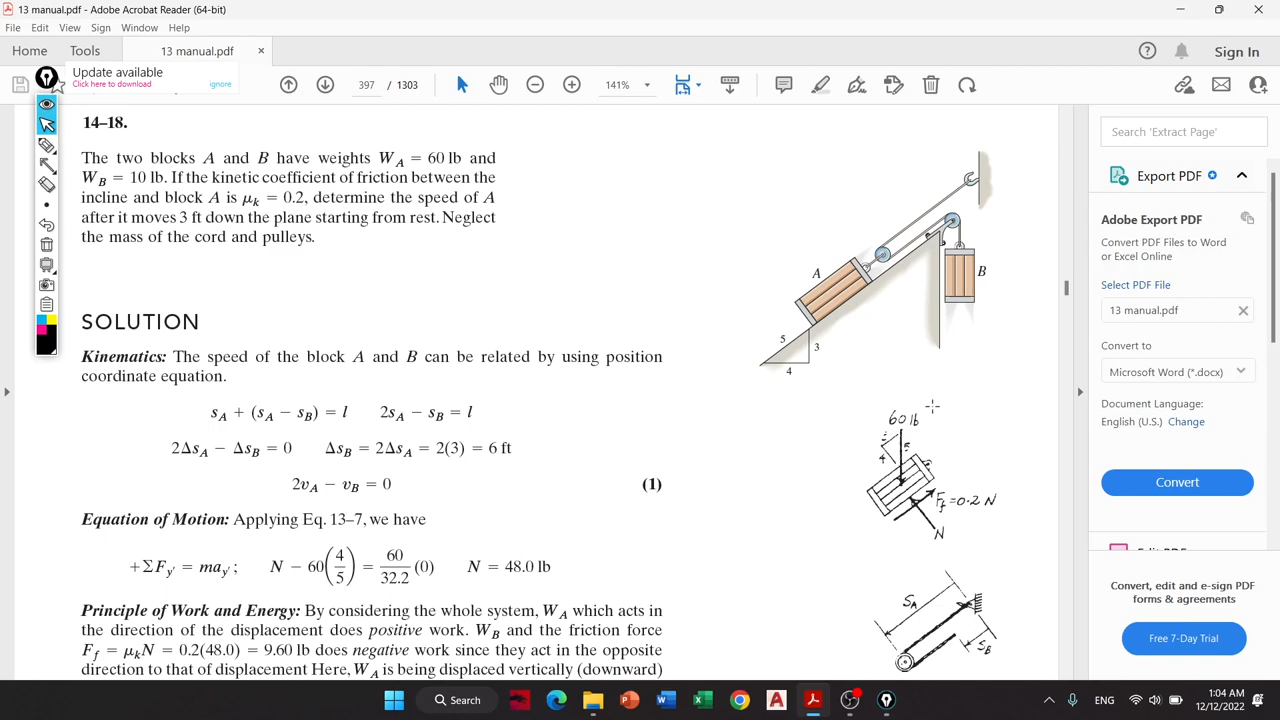 13 manual.pdf - Adobe Acrobat Reader (64-bit)
File Edit View Sign Window Help
Home Tools 13 manual.pdf × Sign In
Update available
Click here to download ignore
397 / 1303 141%
14–18.
The two blocks A and B have weights W_A = 60 lb and
W_B = 10 lb. If the kinetic coefficient of friction between the
incline and block A is μ_k = 0.2, determine the speed of A
after it moves 3 ft down the plane starting from rest. Neglect
the mass of the cord and pulleys.
A
B
5
3
4
SOLUTION
Kinematics: The speed of the block A and B can be related by using position
coordinate equation.
s_A + (s_A − s_B) = l 2s_A − s_B = l
2Δs_A − Δs_B = 0 Δs_B = 2Δs_A = 2(3) = 6 ft
2v_A − v_B = 0 (1)
Equation of Motion: Applying Eq. 13–7, we have
+ΣF_y′ = ma_y′; N − 60(4/5) = 60/32.2 (0) N = 48.0 lb
Principle of Work and Energy: By considering the whole system, W_A which acts in
the direction of the displacement does positive work. W_B and the friction force
F_f = μ_kN = 0.2(48.0) = 9.60 lb does negative work since they act in the opposite
direction to that of displacement Here, W_A is being displaced vertically (downward)
60 lb
4
5
F_f = 0.2 N
N
S_A
S_B
Search 'Extract Page'
Export PDF
Adobe Export PDF
Convert PDF Files to Word
or Excel Online
Select PDF File
13 manual.pdf
Convert to
Microsoft Word (*.docx)
Document Language:
English (U.S.) Change
Convert
Convert, edit and e-sign PDF
forms & agreements
Free 7-Day Trial
Search
ENG
1:04 AM
12/12/2022